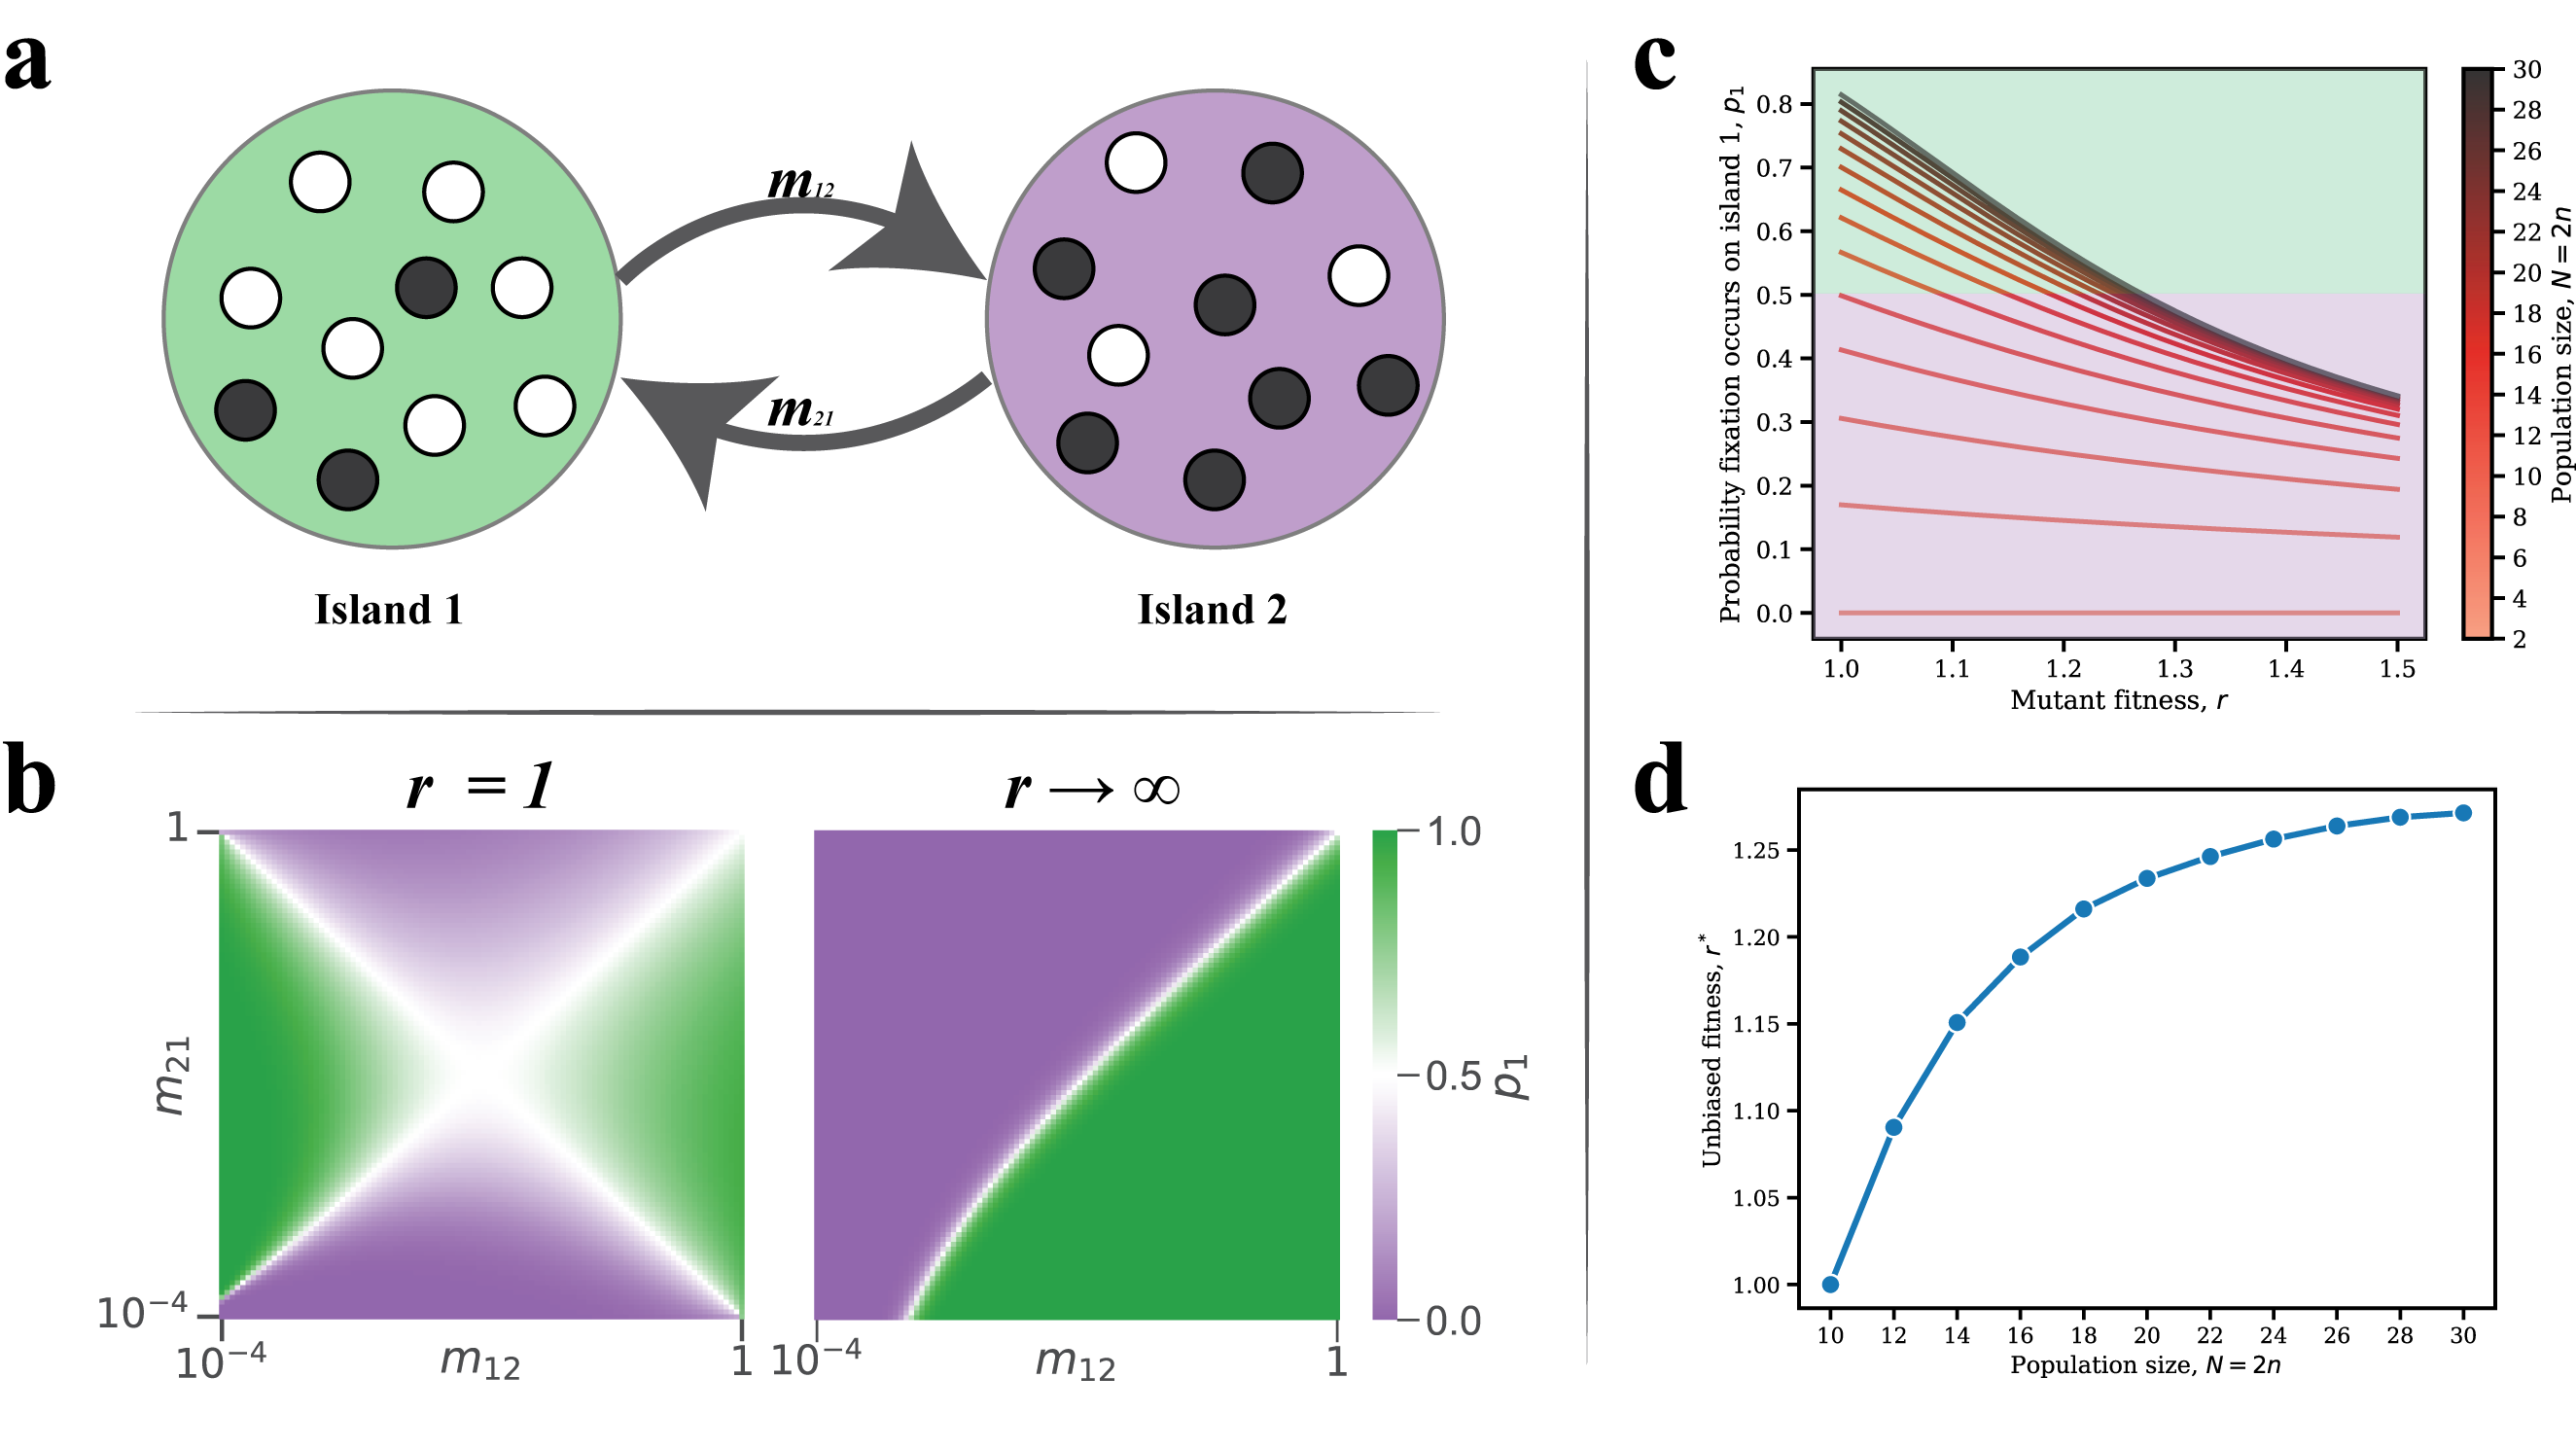 a
m12
m21
Island 1
Island 2
b
r = 1
r → ∞
1
m21
10⁻⁴
10⁻⁴
m12
1
10⁻⁴
m12
1
1.0
0.5
0.0
p1
c
Probability fixation occurs on island 1, p1
0.8
0.7
0.6
0.5
0.4
0.3
0.2
0.1
0.0
1.0 1.1 1.2 1.3 1.4 1.5
Mutant fitness, r
30
28
26
24
22
20
18
16
14
12
10
8
6
4
2
Population size, N = 2n
d
Unbiased fitness, r*
1.25
1.20
1.15
1.10
1.05
1.00
10 12 14 16 18 20 22 24 26 28 30
Population size, N = 2n